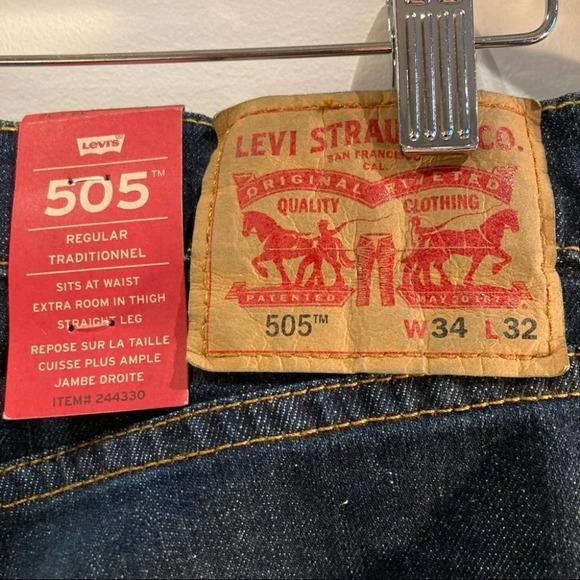 Levi's
505™
REGULAR
TRADITIONNEL
SITS AT WAIST
EXTRA ROOM IN THIGH
STRAIGHT LEG
REPOSE SUR LA TAILLE
CUISSE PLUS AMPLE
JAMBE DROITE
ITEM# 244330
LEVI CO.
SAN FRANCISCO
CAL.
ORIGINAL RIVETED
QUALITY CLOTHING
PATENTED MAY 20 187
505™ W34 L32